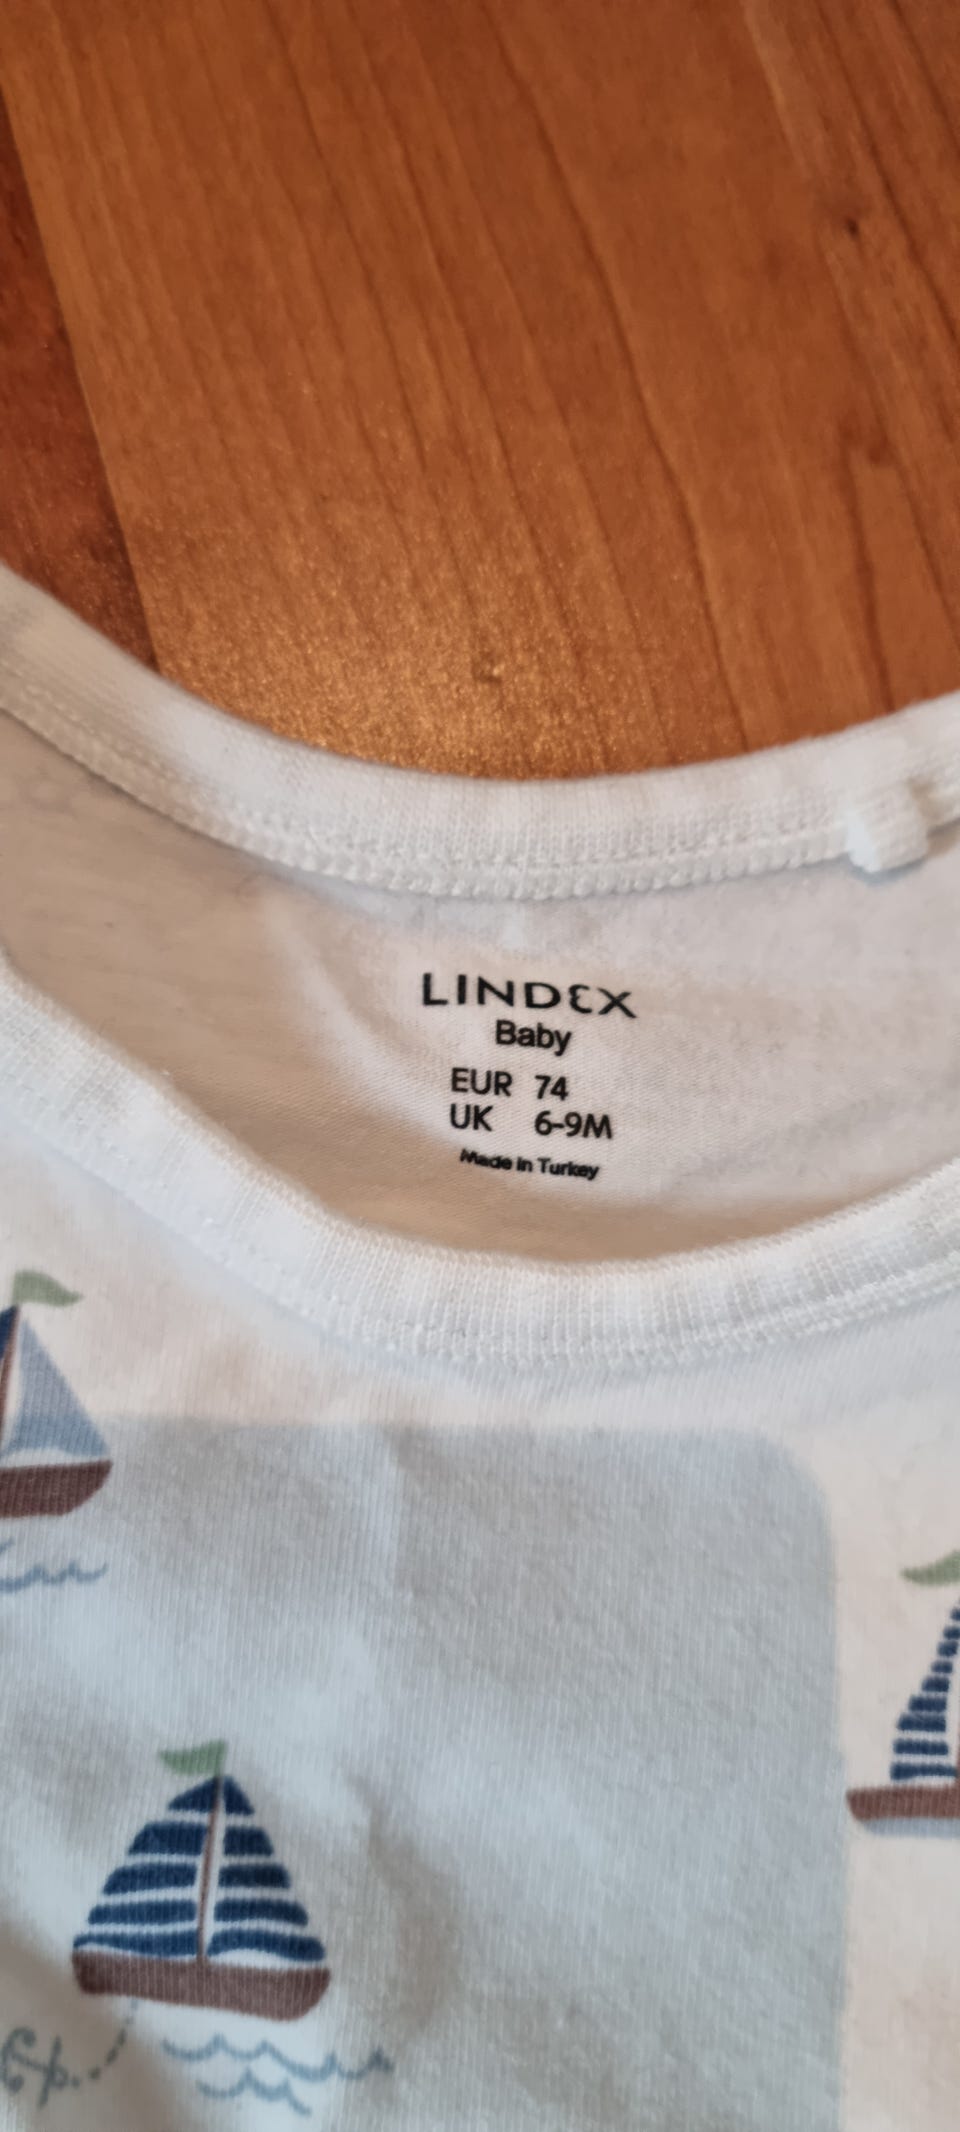 LINDEX
Baby
EUR 74
UK 6-9M
Made in Turkey